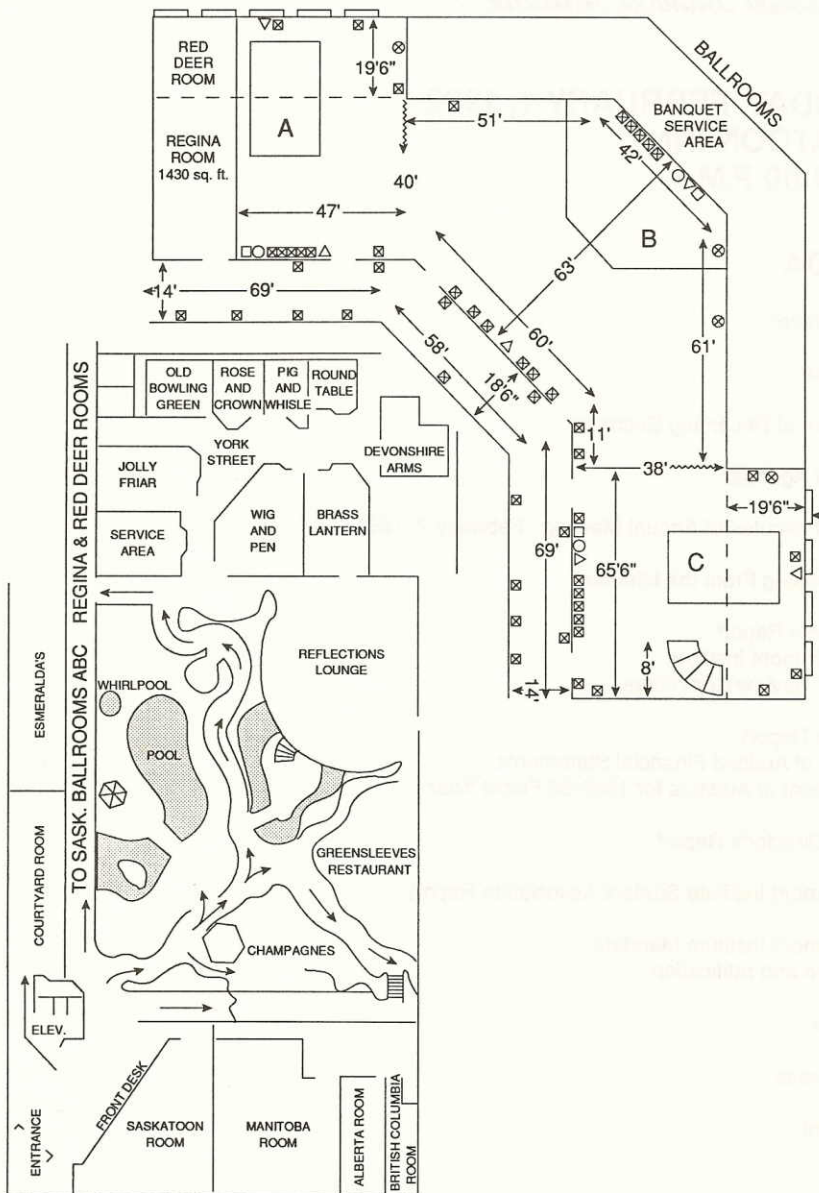 RED
DEER
ROOM
19'6"
A
REGINA
ROOM
1430 sq. ft.
40'
47'
51'
BALLROOMS
BANQUET
SERVICE
AREA
42'
B
63'
61'
14'
69'
58'
60'
18'6"
11'
38'
19'6"
69'
65'6"
C
8'
14'
TO SASK. BALLROOMS ABC REGINA & RED DEER ROOMS
OLD
BOWLING
GREEN
ROSE
AND
CROWN
PIG
AND
WHISLE
ROUND
TABLE
YORK
STREET
DEVONSHIRE
ARMS
JOLLY
FRIAR
SERVICE
AREA
WIG
AND
PEN
BRASS
LANTERN
ESMERALDA'S
WHIRLPOOL
POOL
REFLECTIONS
LOUNGE
COURTYARD ROOM
GREENSLEEVES
RESTAURANT
CHAMPAGNES
ELEV.
ENTRANCE
FRONT DESK
SASKATOON
ROOM
MANITOBA
ROOM
ALBERTA ROOM
BRITISH COLUMBIA
ROOM